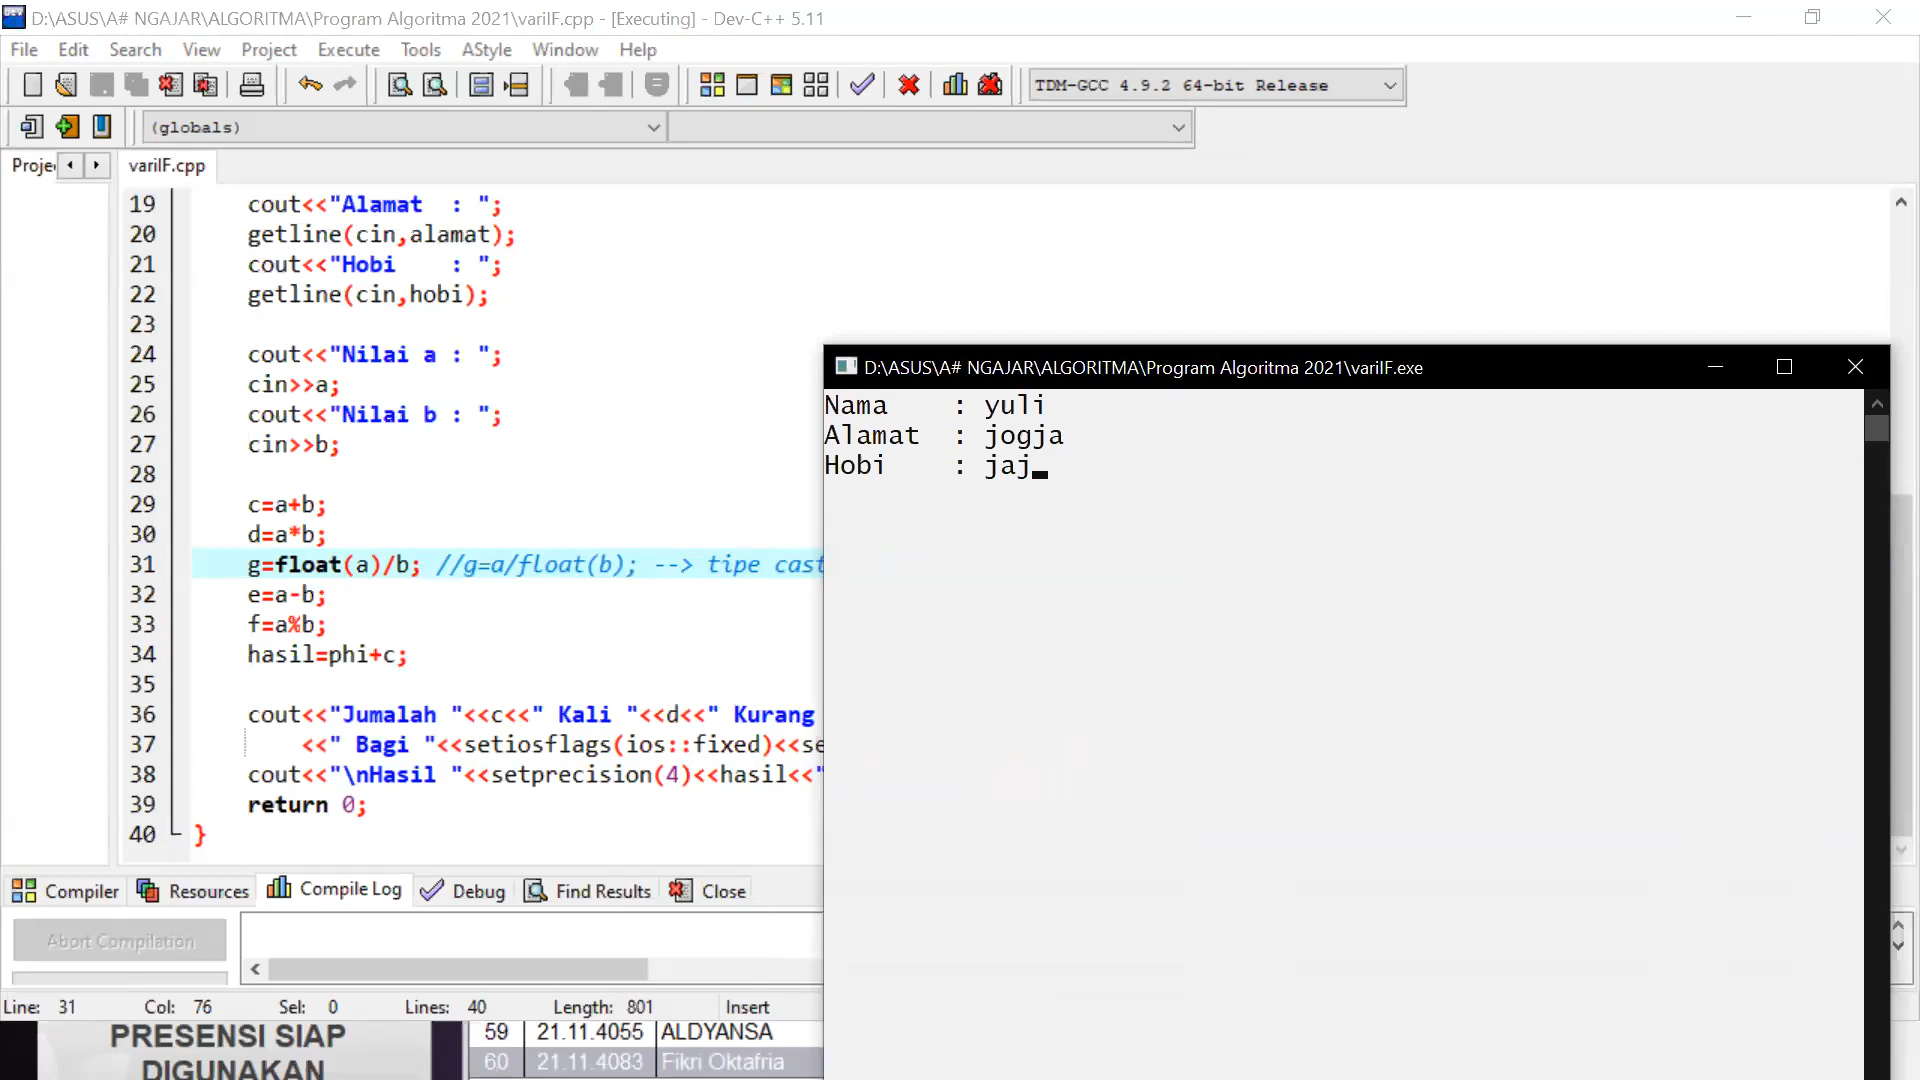 D:\ASUS\A# NGAJAR\ALGORITMA\Program Algoritma 2021\varilF.cpp - [Executing] - Dev-C++ 5.11
File Edit Search View Project Execute Tools AStyle Window Help
TDM-GCC 4.9.2 64-bit Release
(globals)
Proje varilF.cpp
19 cout<<"Alamat  : ";
20 getline(cin,alamat);
21 cout<<"Hobi    : ";
22 getline(cin,hobi);
23
24 cout<<"Nilai a : ";
25 cin>>a;
26 cout<<"Nilai b : ";
27 cin>>b;
28
29 c=a+b;
30 d=a*b;
31 g=float(a)/b; //g=a/float(b); --> tipe cast
32 e=a-b;
33 f=a%b;
34 hasil=phi+c;
35
36 cout<<"Jumalah "<<c<<" Kali "<<d<<" Kurang
37 <<" Bagi "<<setiosflags(ios::fixed)<<se
38 cout<<"\nHasil "<<setprecision(4)<<hasil<<"
39 return 0;
40 }
D:\ASUS\A# NGAJAR\ALGORITMA\Program Algoritma 2021\varilF.exe
Nama    : yuli
Alamat  : jogja
Hobi    : jaj
Compiler Resources Compile Log Debug Find Results Close
Abort Compilation
Line: 31 Col: 76 Sel: 0 Lines: 40 Length: 801 Insert
PRESENSI SIAP
DIGUNAKAN
59 21.11.4055 ALDYANSA
60 21.11.4083 Fikri Oktafria